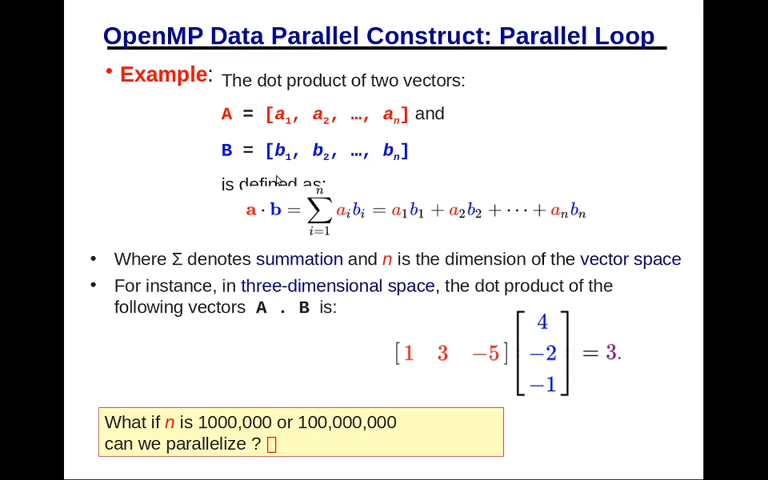 OpenMP Data Parallel Construct: Parallel Loop
• Example: The dot product of two vectors:
A = [a₁, a₂, …, aₙ] and
B = [b₁, b₂, …, bₙ]
is defined as:
a · b = ∑ⁿᵢ₌₁ aᵢbᵢ = a₁b₁ + a₂b₂ + ··· + aₙbₙ
• Where Σ denotes summation and n is the dimension of the vector space
• For instance, in three-dimensional space, the dot product of the
following vectors A . B is:
[1 3 −5] [4 −2 −1] = 3.
What if n is 1000,000 or 100,000,000
can we parallelize ?